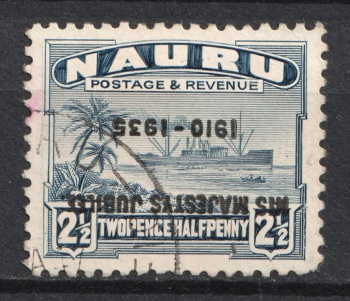 NAURU
POSTAGE & REVENUE
1910-1935
HIS MAJESTY'S JUBILEE.
2½ TWOPENCE HALFPENNY 2½